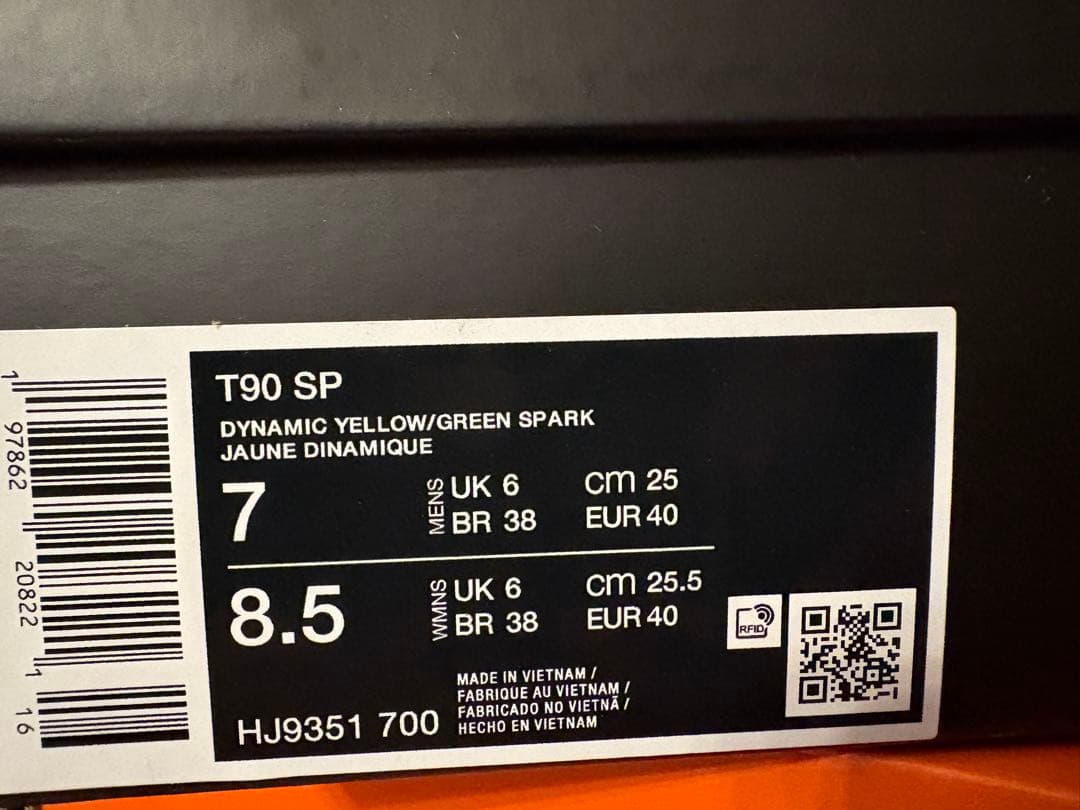 1 97862 20822 1 16
T90 SP
DYNAMIC YELLOW/GREEN SPARK
JAUNE DINAMIQUE
7 MENS UK 6 cm 25
BR 38 EUR 40
8.5 WMNS UK 6 cm 25.5
BR 38 EUR 40
RFID
MADE IN VIETNAM /
FABRIQUE AU VIETNAM /
FABRICADO NO VIETNÃ /
HECHO EN VIETNAM
HJ9351 700